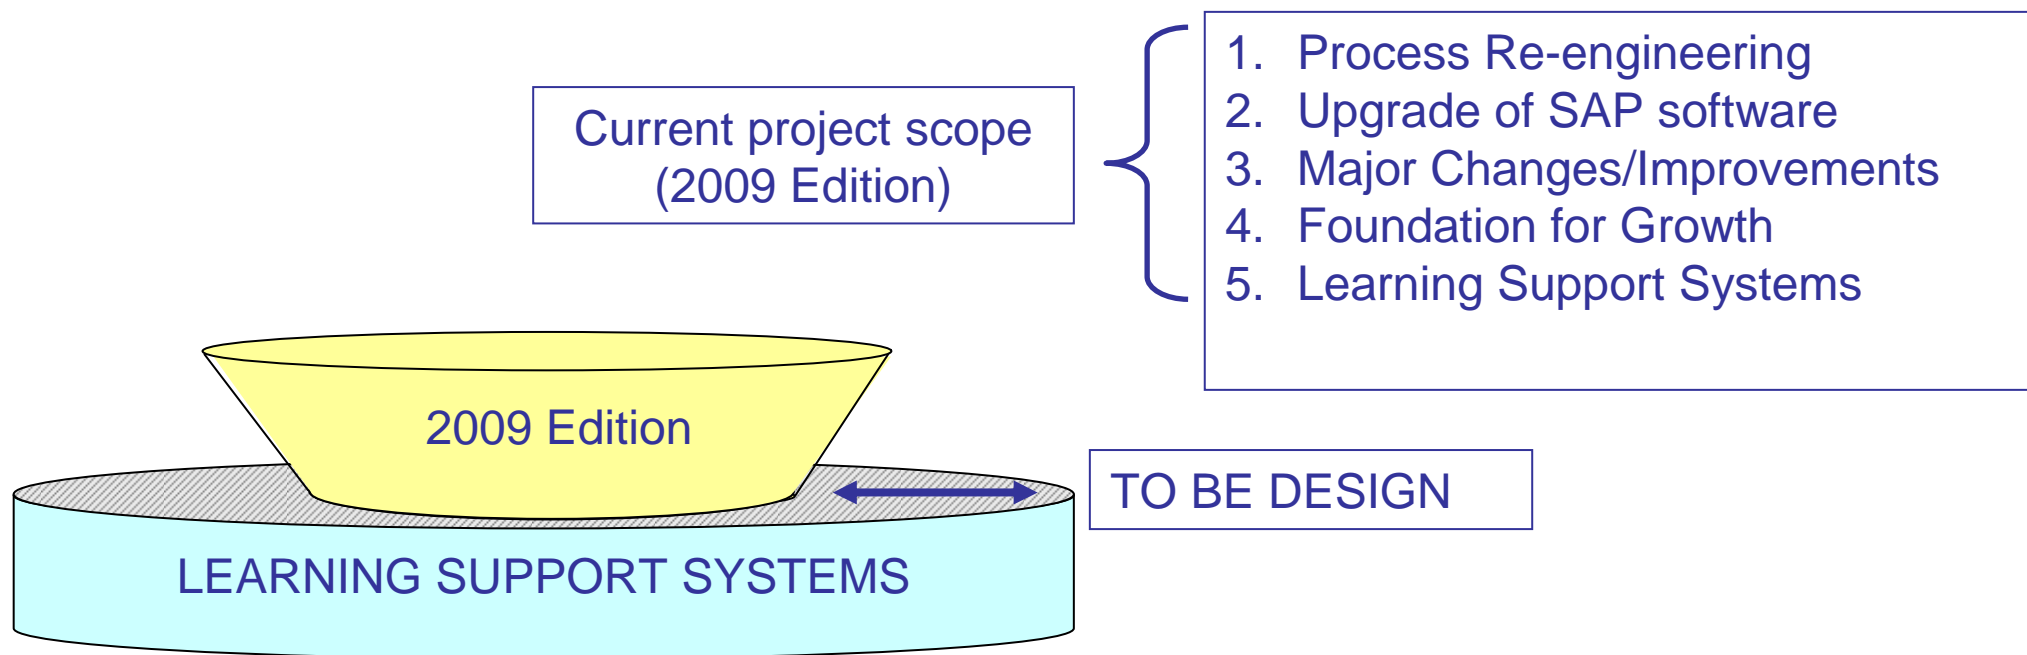 Current project scope
(2009 Edition)
1. Process Re-engineering
2. Upgrade of SAP software
3. Major Changes/Improvements
4. Foundation for Growth
5. Learning Support Systems
2009 Edition
TO BE DESIGN
LEARNING SUPPORT SYSTEMS